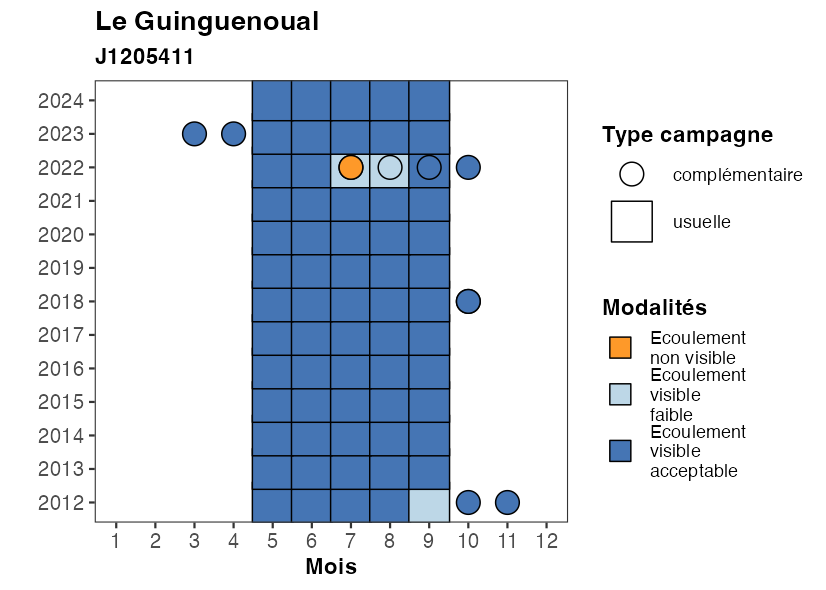 Le Guinguenoual
J1205411
2024
2023
2022
2021
2020
2019
2018
2017
2016
2015
2014
2013
2012
1 2 3 4 5 6 7 8 9 10 11 12
Mois
Type campagne
complémentaire
usuelle
Modalités
Ecoulement
non visible
Ecoulement
visible
faible
Ecoulement
visible
acceptable